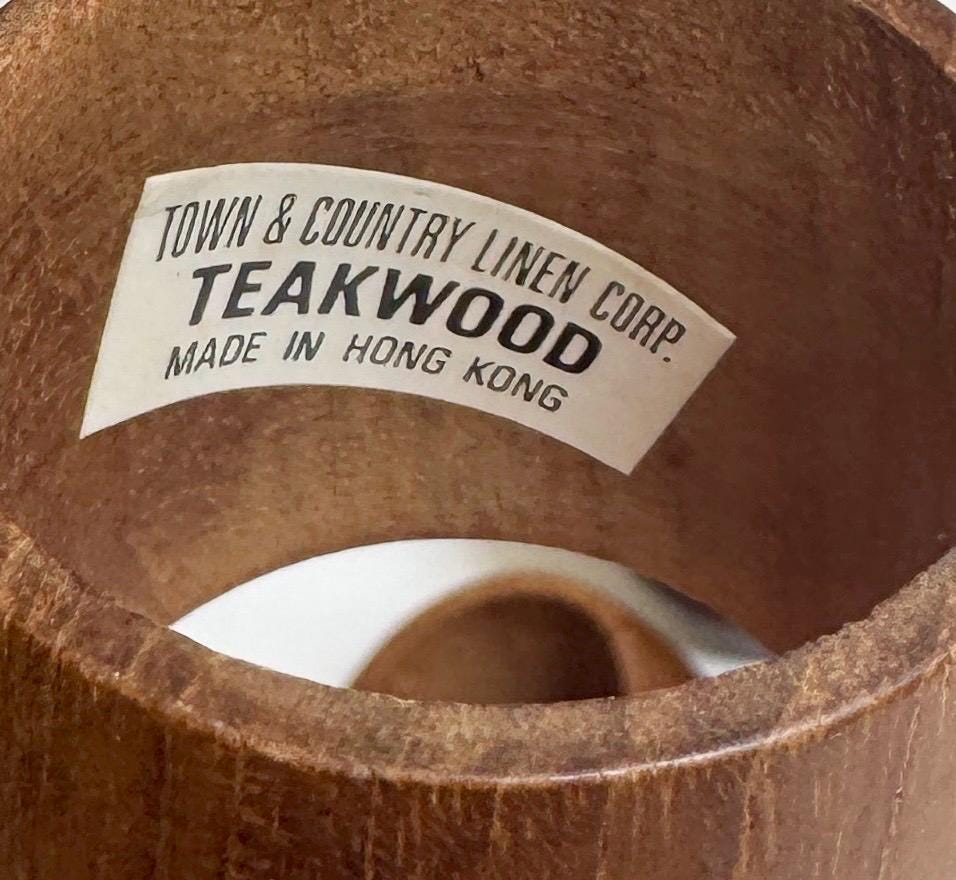 TOWN & COUNTRY LINEN CORP.
TEAKWOOD
MADE IN HONG KONG